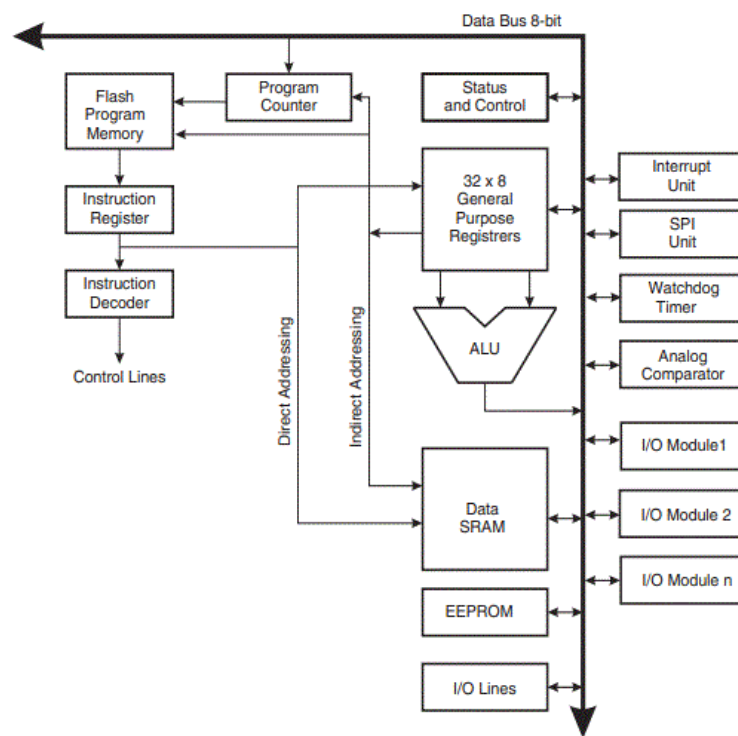 Data Bus 8-bit
Flash
Program
Memory
Program
Counter
Status
and Control
Instruction
Register
32 x 8
General
Purpose
Registrers
Interrupt
Unit
SPI
Unit
Instruction
Decoder
Watchdog
Timer
ALU
Analog
Comparator
Control Lines
Direct Addressing
Indirect Addressing
I/O Module1
Data
SRAM
I/O Module 2
I/O Module n
EEPROM
I/O Lines